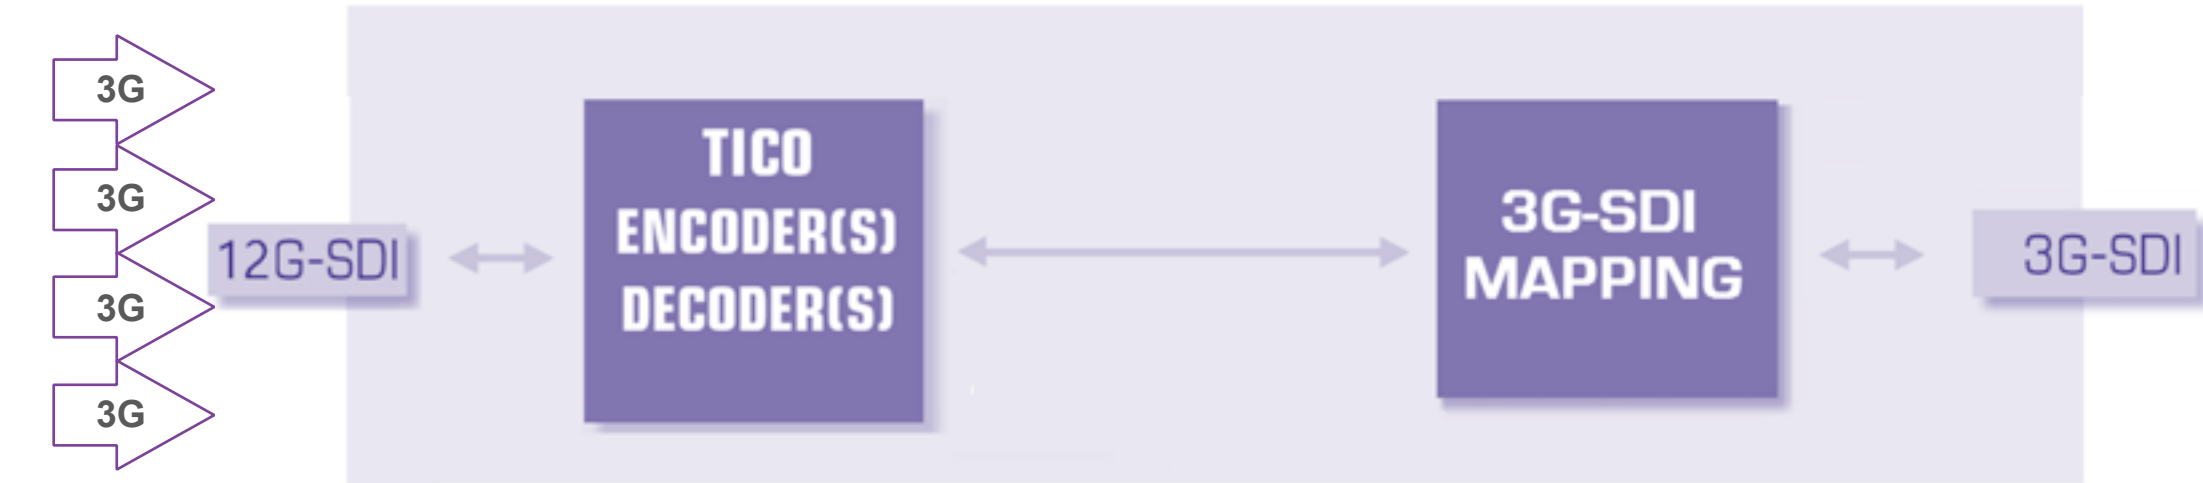 3G
3G
3G
3G
12G-SDI
TICO
ENCODER(S)
DECODER(S)
3G-SDI
MAPPING
3G-SDI